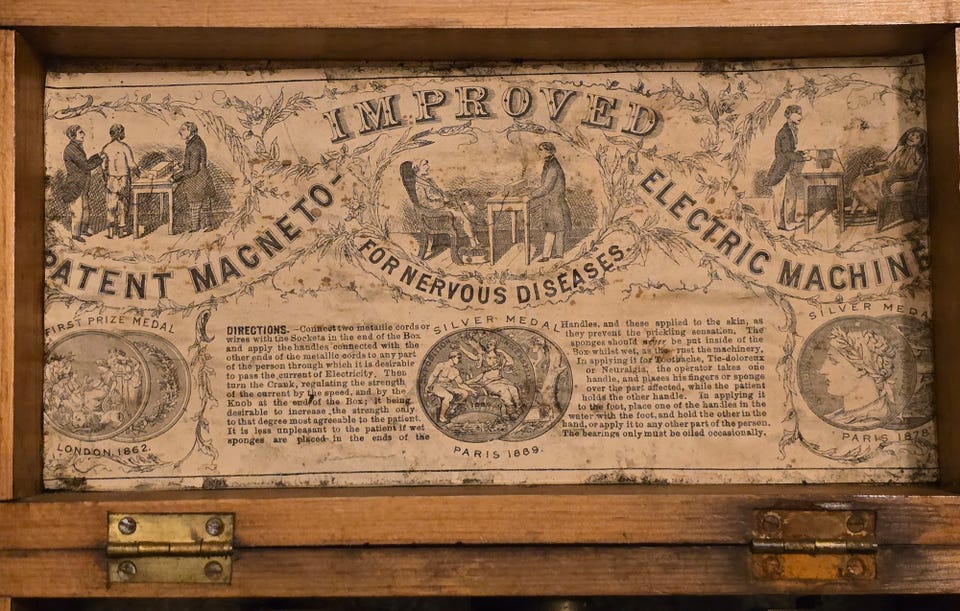 IMPROVED
PATENT MAGNETO-
ELECTRIC MACHINE
FOR NERVOUS DISEASES.
FIRST PRIZE MEDAL
LONDON, 1862.
DIRECTIONS.—Connect two metallic cords or
wires with the Sockets in the end of the Box
and apply the handles connected with the
other ends of the metallic cords to any part
of the person through which it is desirable
to pass the current of Electricity. Then
turn the Crank, regulating the strength
of the current by the speed, and by the
Knob at the end of the Box; it being
desirable to increase the strength only
to that degree most agreeable to the patient.
It is less unpleasant to the patient if wet
sponges are placed in the ends of the
SILVER MEDAL
PARIS 1889.
Handles, and these applied to the skin, as
they prevent the prickling sensation. The
sponges should never be put inside of the
Box whilst wet, as they rust the machinery.
In applying it for Toothache, Tic-doloreux
or Neuralgia, the operator takes one
handle, and places his fingers or sponge
over the part affected, while the patient
holds the other handle. In applying it
to the foot, place one of the handles in the
water with the foot, and hold the other in the
hand, or apply it to any other part of the person.
The bearings only must be oiled occasionally,
SILVER MEDAL
PARIS 1878.